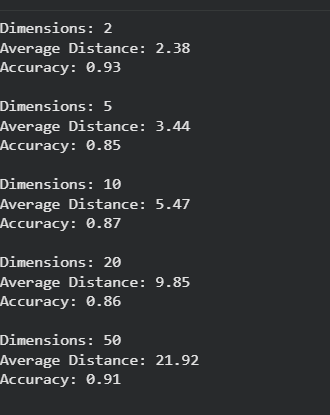 Dimensions: 2
Average Distance: 2.38
Accuracy: 0.93
Dimensions: 5
Average Distance: 3.44
Accuracy: 0.85
Dimensions: 10
Average Distance: 5.47
Accuracy: 0.87
Dimensions: 20
Average Distance: 9.85
Accuracy: 0.86
Dimensions: 50
Average Distance: 21.92
Accuracy: 0.91